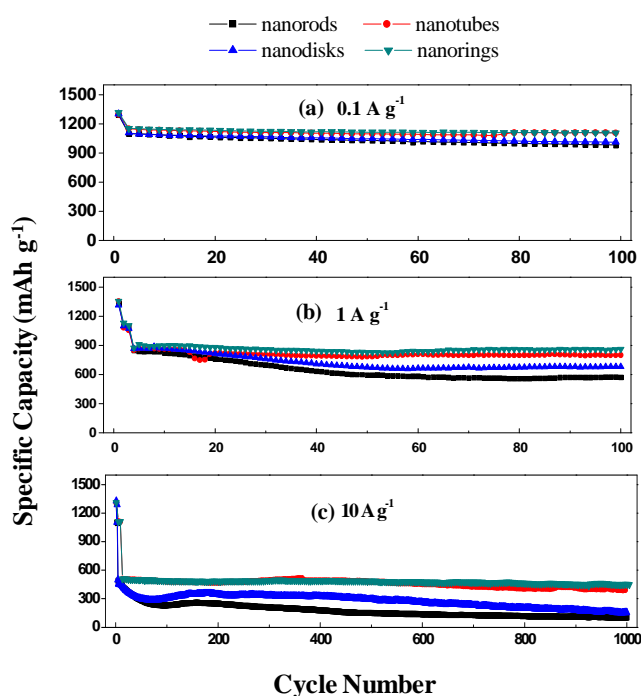 nanorods nanotubes
nanodisks nanorings
(a) 0.1 A g-1
1500
1200
900
600
300
0
0 20 40 60 80 100
(b) 1 A g-1
1500
1200
900
600
300
0
0 20 40 60 80 100
(c) 10 A g-1
1500
1200
900
600
300
0
0 200 400 600 800 1000
Specific Capacity (mAh g-1)
Cycle Number